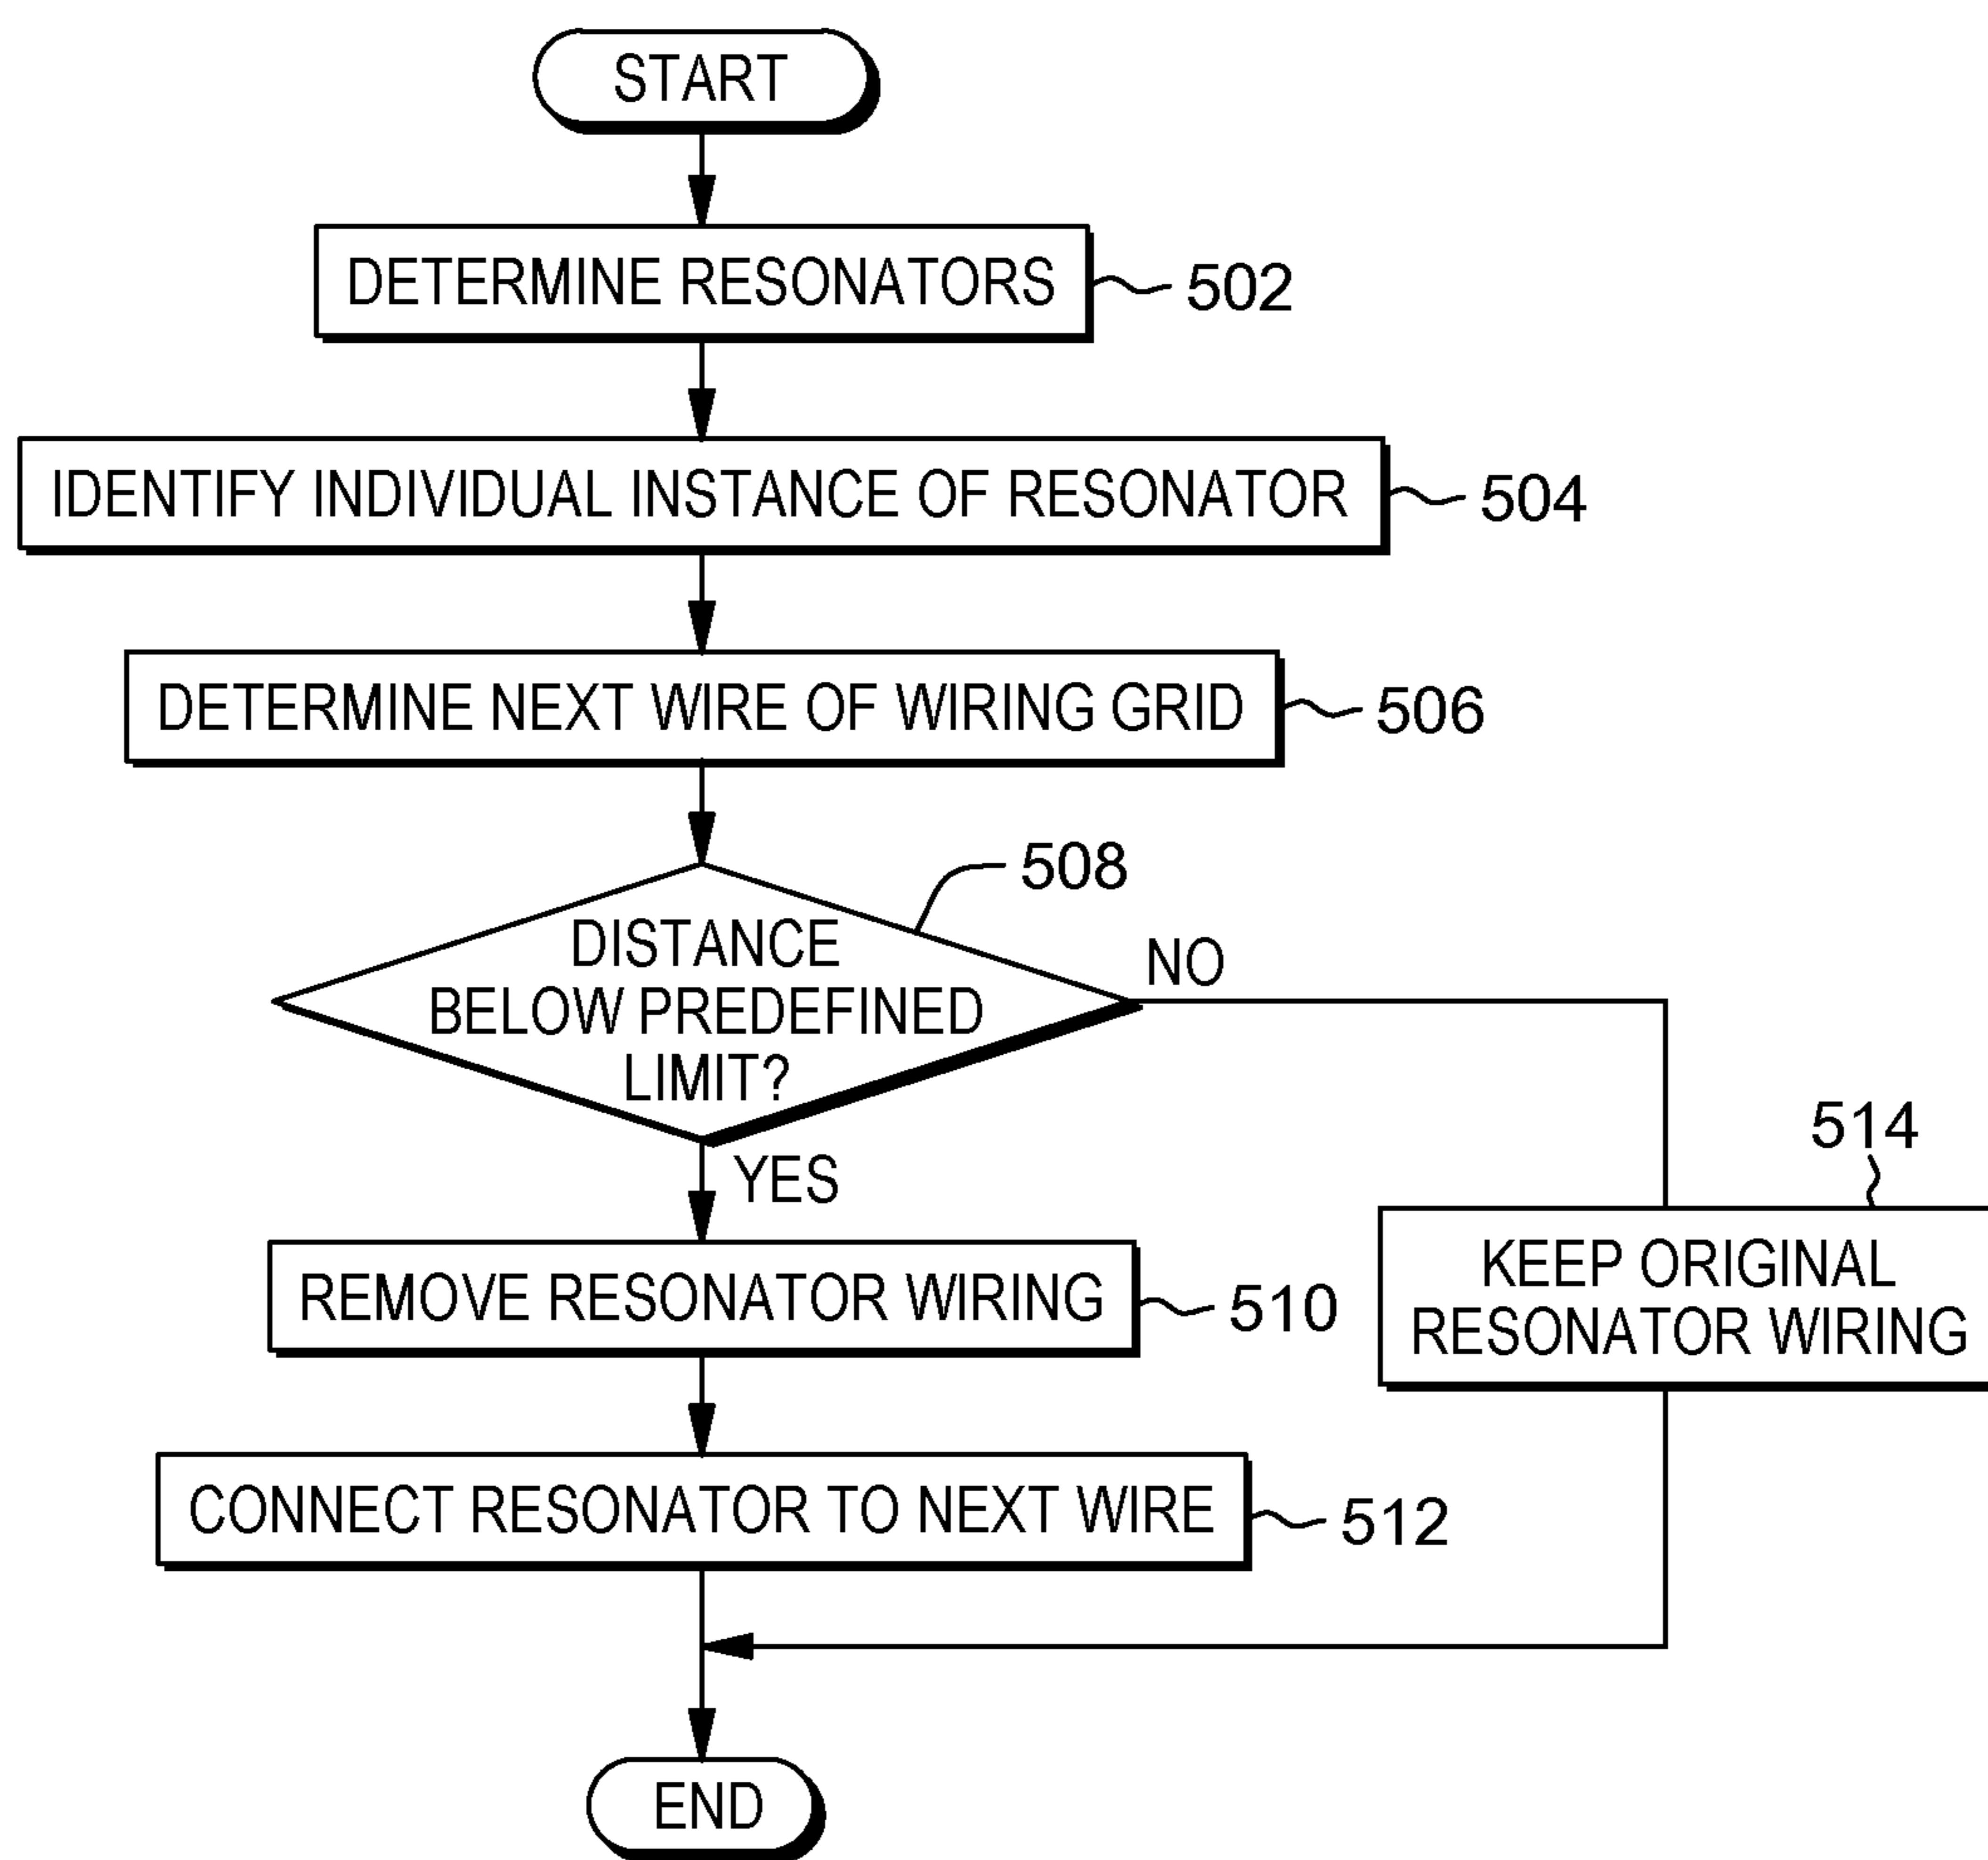 START
DETERMINE RESONATORS
502
IDENTIFY INDIVIDUAL INSTANCE OF RESONATOR
504
DETERMINE NEXT WIRE OF WIRING GRID
506
508
DISTANCE
BELOW PREDEFINED
LIMIT?
NO
YES
514
KEEP ORIGINAL
RESONATOR WIRING
REMOVE RESONATOR WIRING
510
CONNECT RESONATOR TO NEXT WIRE
512
END